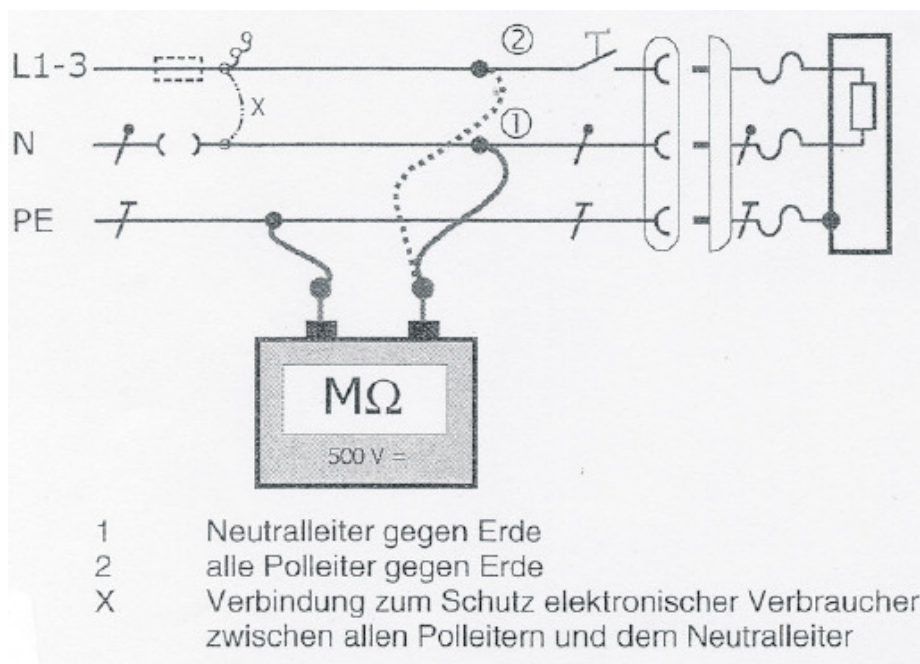 ②
L1-3
X
①
N
PE
MΩ
500 V =
1 Neutralleiter gegen Erde
2 alle Polleiter gegen Erde
X Verbindung zum Schutz elektronischer Verbraucher
zwischen allen Polleitern und dem Neutralleiter